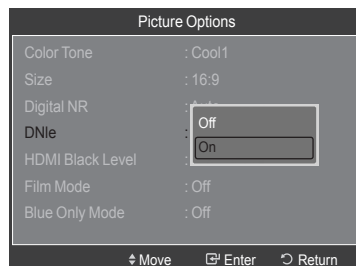 Picture Options
Color Tone : Cool1
Size : 16:9
Digital NR :
DNIe :
Off
On
HDMI Black Level :
Film Mode : Off
Blue Only Mode : Off
Move Enter Return